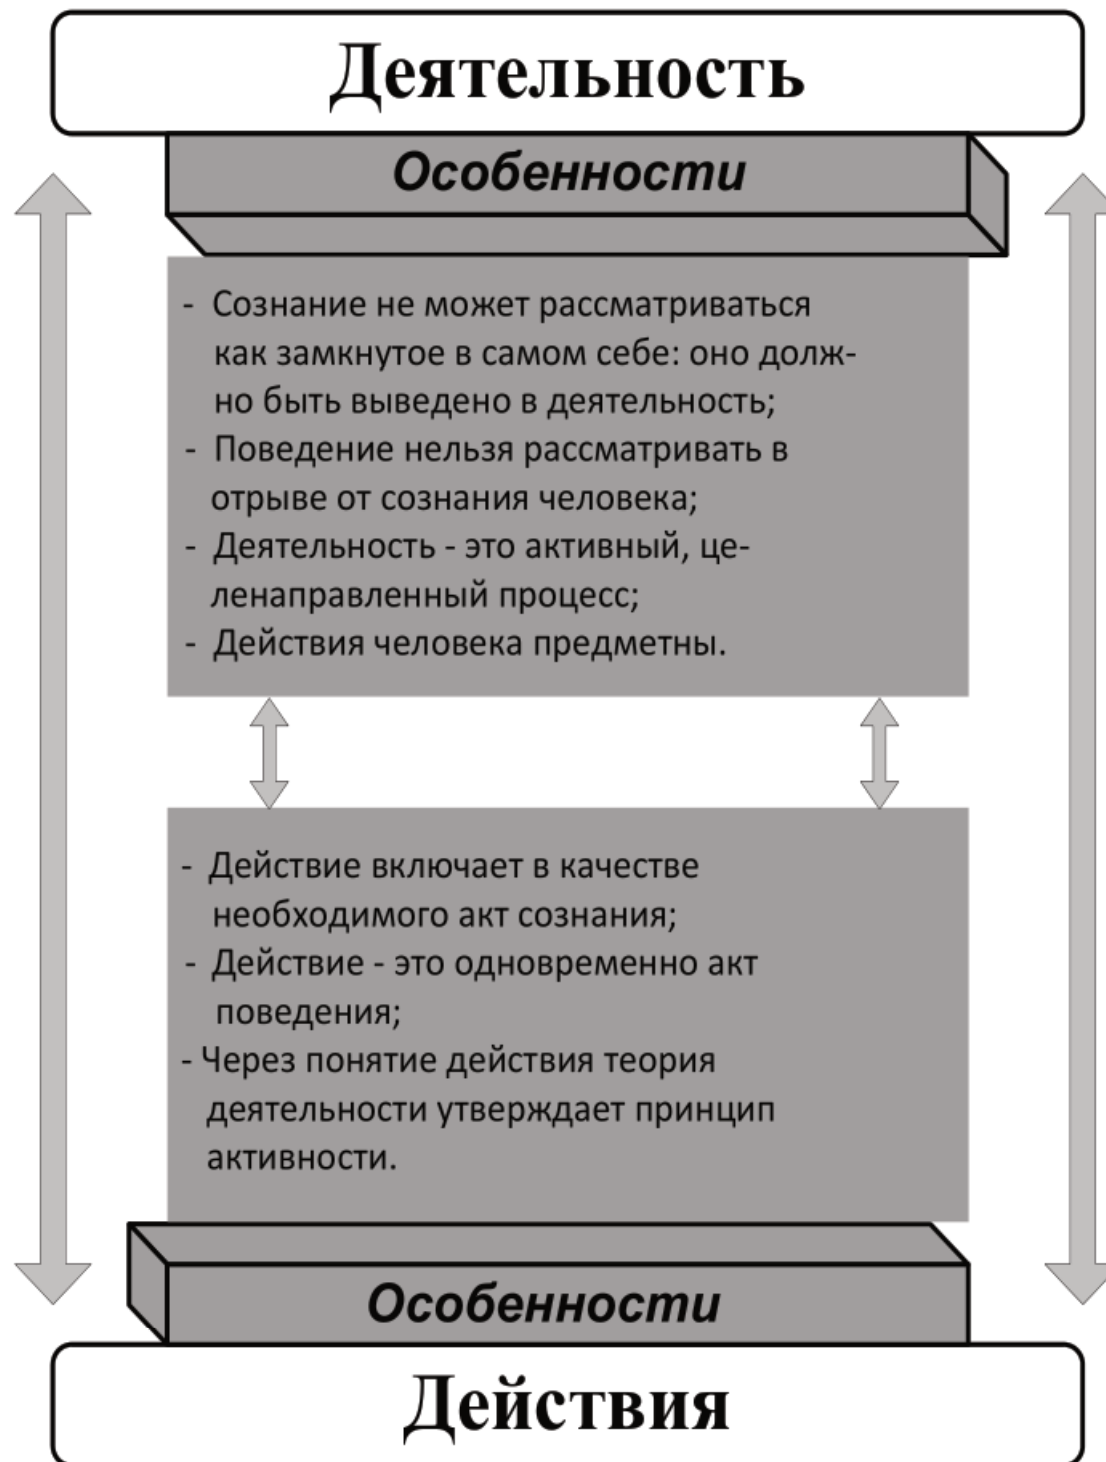 Деятельность
Особенности
- Сознание не может рассматриваться
как замкнутое в самом себе: оно долж-
но быть выведено в деятельность;
- Поведение нельзя рассматривать в
отрыве от сознания человека;
- Деятельность - это активный, це-
ленаправленный процесс;
- Действия человека предметны.
- Действие включает в качестве
необходимого акт сознания;
- Действие - это одновременно акт
поведения;
- Через понятие действия теория
деятельности утверждает принцип
активности.
Особенности
Действия